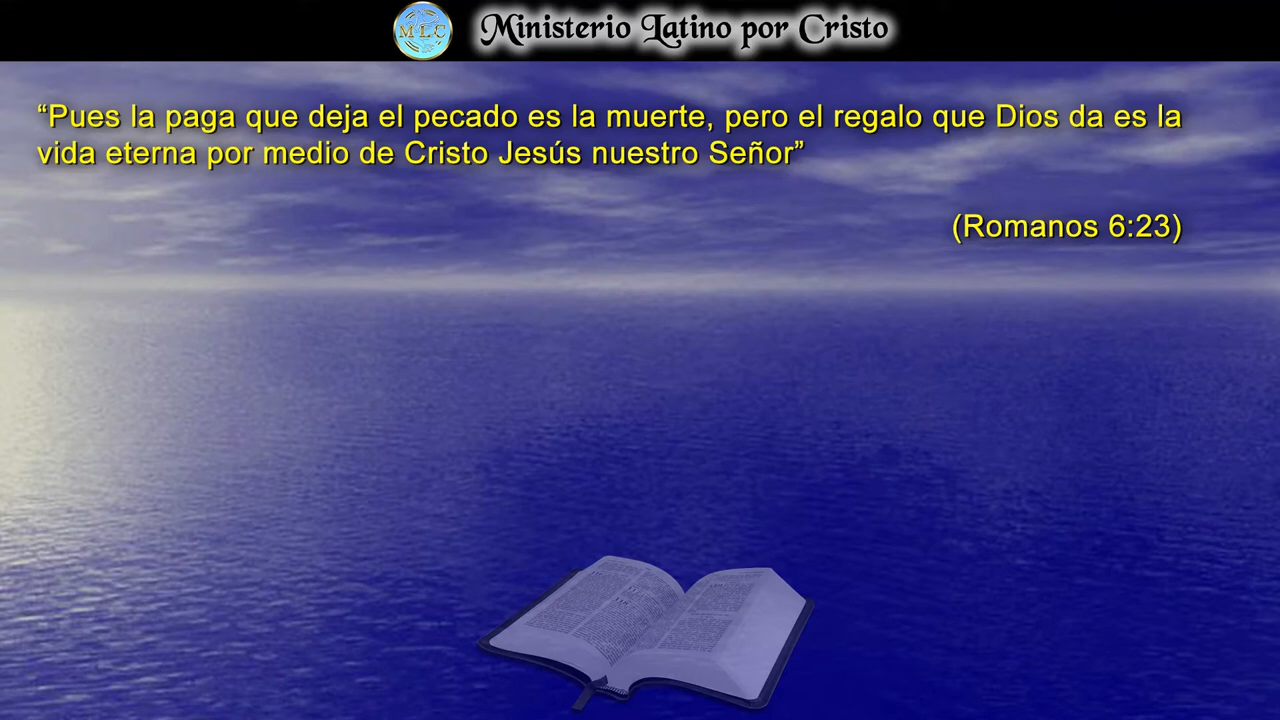 MLC Ministerio Latino por Cristo
“Pues la paga que deja el pecado es la muerte, pero el regalo que Dios da es la
vida eterna por medio de Cristo Jesús nuestro Señor”
(Romanos 6:23)